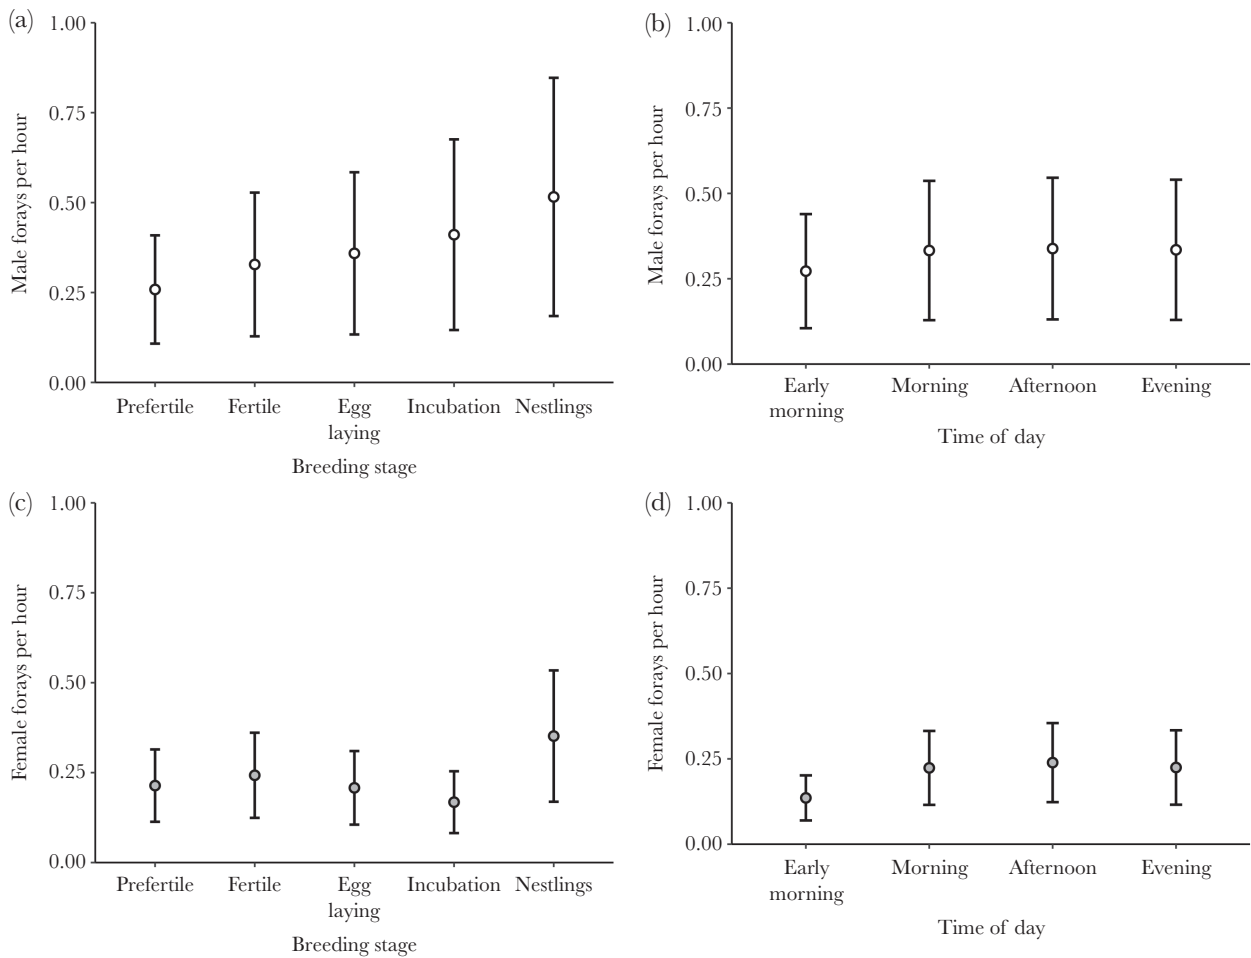 (a)
Male forays per hour
1.00
0.75
0.50
0.25
0.00
Prefertile
Fertile
Egg
laying
Incubation
Nestlings
Breeding stage
(b)
Male forays per hour
1.00
0.75
0.50
0.25
0.00
Early
morning
Morning
Afternoon
Evening
Time of day
(c)
Female forays per hour
1.00
0.75
0.50
0.25
0.00
Prefertile
Fertile
Egg
laying
Incubation
Nestlings
Breeding stage
(d)
Female forays per hour
1.00
0.75
0.50
0.25
0.00
Early
morning
Morning
Afternoon
Evening
Time of day